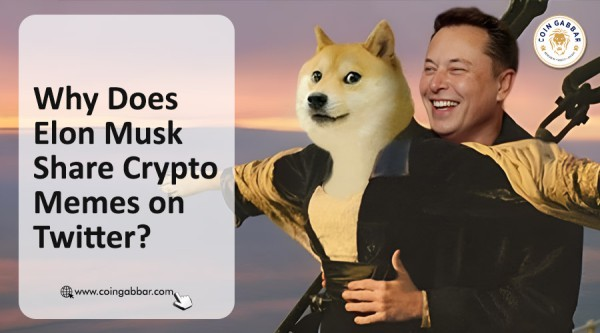 Why Does
Elon Musk
Share Crypto
Memes on
Twitter?
www.coingabbar.com
COIN GABBAR